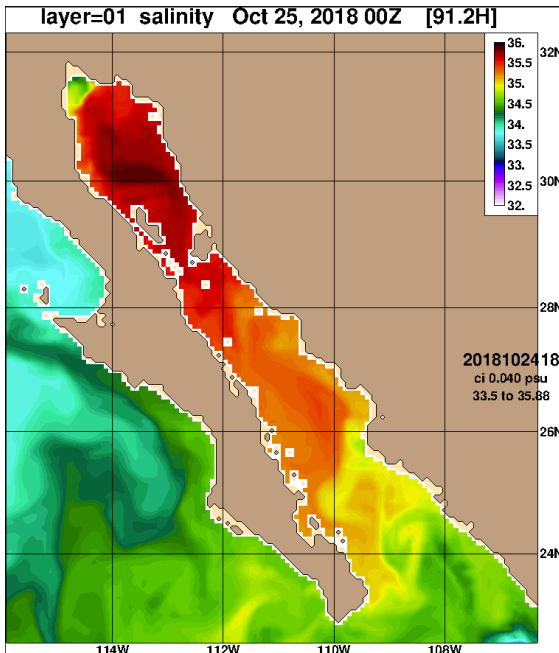 layer=01 salinity Oct 25, 2018 00Z [91.2H]
36.
35.5
35.
34.5
34.
33.5
33.
32.5
32.
32N
30N
28N
2018102418
ci 0.040 psu
33.5 to 35.88
26N
24N
114W 112W 110W 108W